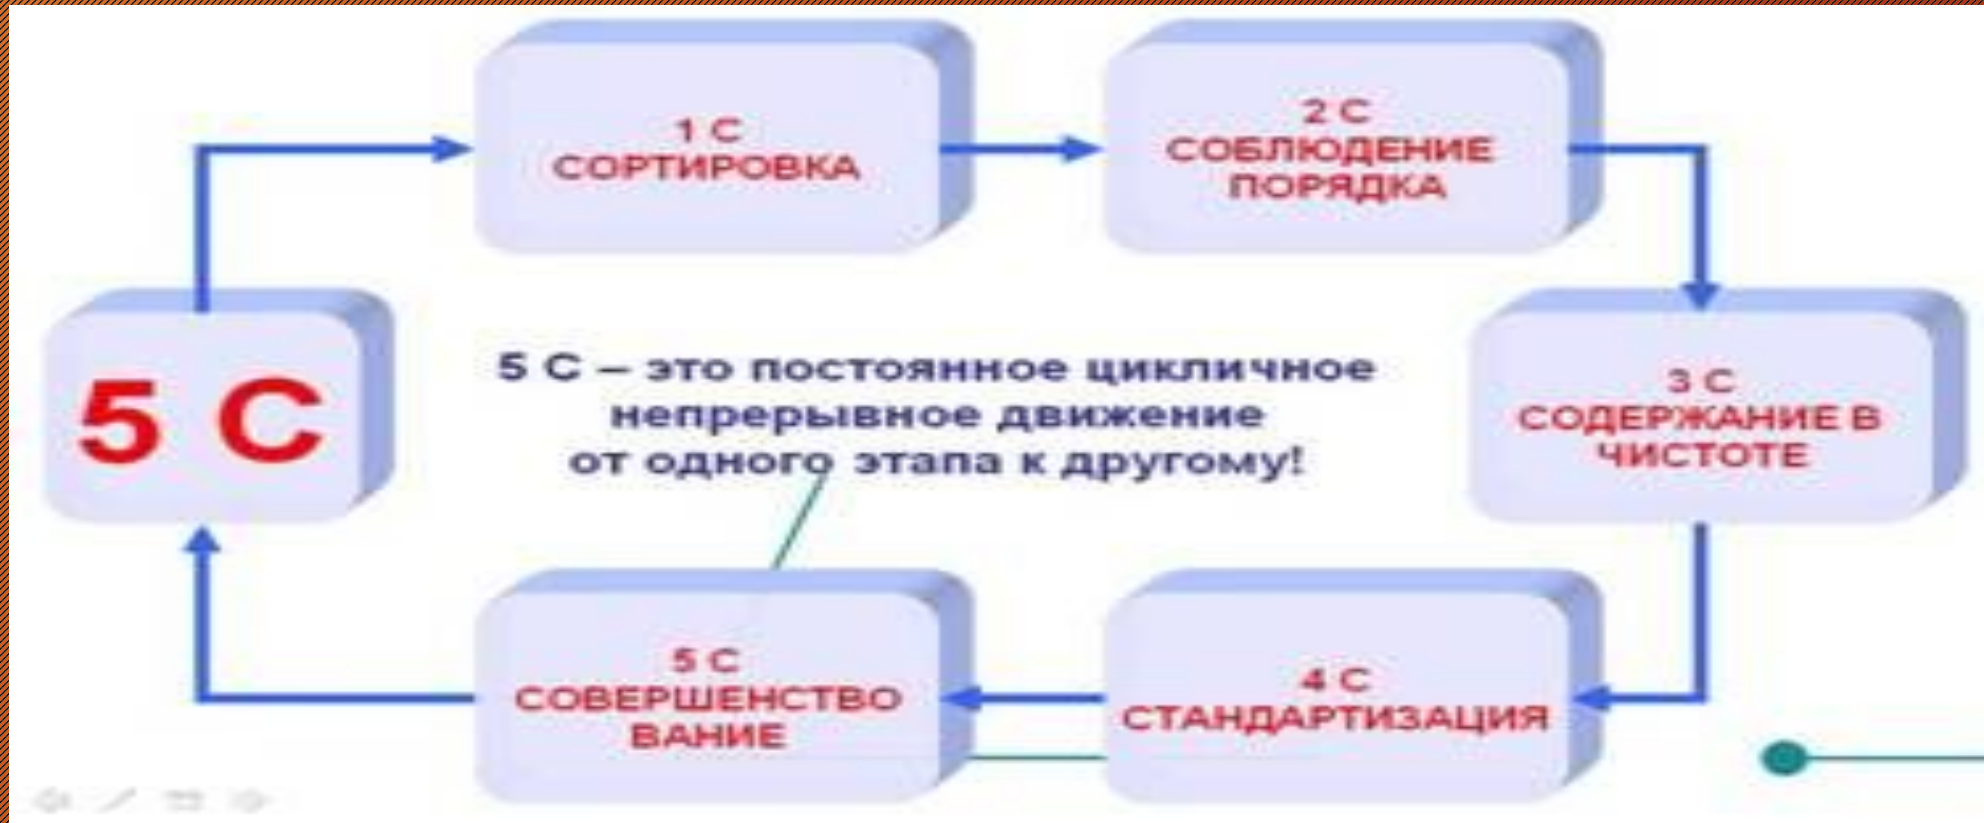 1 С
СОРТИРОВКА
2 С
СОБЛЮДЕНИЕ
ПОРЯДКА
5 С
5 С – это постоянное цикличное
непрерывное движение
от одного этапа к другому!
3 С
СОДЕРЖАНИЕ В
ЧИСТОТЕ
5 С
СОВЕРШЕНСТВО
ВАНИЕ
4 С
СТАНДАРТИЗАЦИЯ